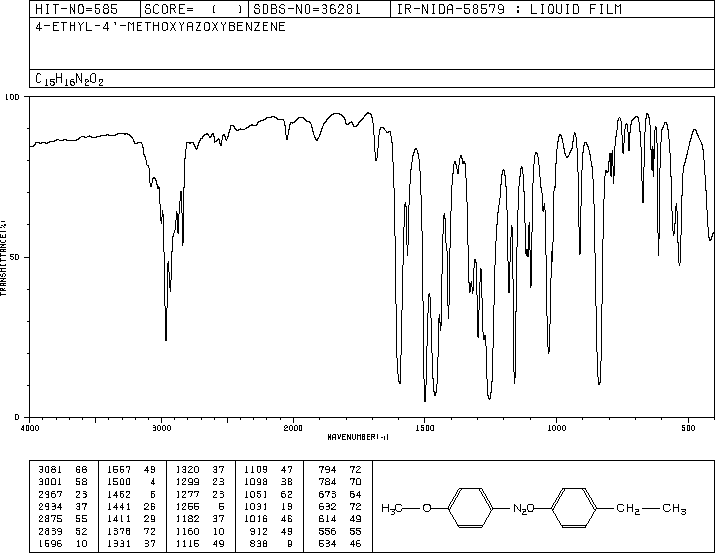 HIT-NO=585 SCORE= ( ) SDBS-NO=36281 IR-NIDA-58579 : LIQUID FILM
4-ETHYL-4'-METHOXYAZOXYBENZENE
C15H16N2O2
100
50
0
TRANSMITTANCE(%)
4000 3000 2000 1500 1000 500
WAVENUMBER(-1)
3081 66 1567 49 1320 37 1109 47 794 72
3001 58 1500 4 1299 23 1098 38 784 70
2967 23 1462 6 1277 23 1051 62 673 64
2934 37 1441 26 1255 5 1031 19 632 72
2875 55 1411 29 1182 37 1016 46 614 49
2839 52 1378 72 1160 10 912 49 556 55
1596 10 1331 37 1115 49 838 9 534 46
H3C O N2O CH2 CH3